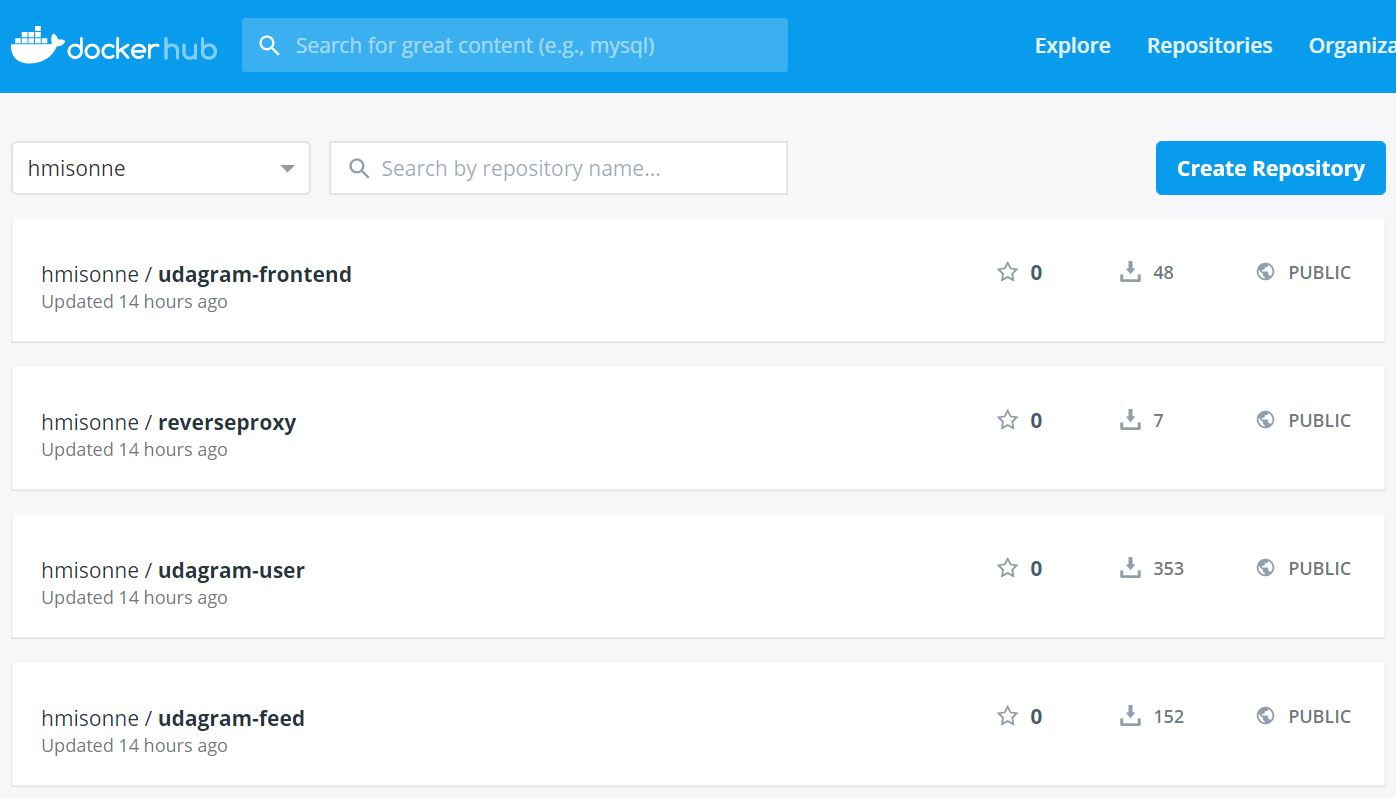 docker hub
Search for great content (e.g., mysql)
Explore Repositories Organiza
hmisonne
Search by repository name...
Create Repository
hmisonne / udagram-frontend
Updated 14 hours ago
0
48
PUBLIC
hmisonne / reverseproxy
Updated 14 hours ago
0
7
PUBLIC
hmisonne / udagram-user
Updated 14 hours ago
0
353
PUBLIC
hmisonne / udagram-feed
Updated 14 hours ago
0
152
PUBLIC